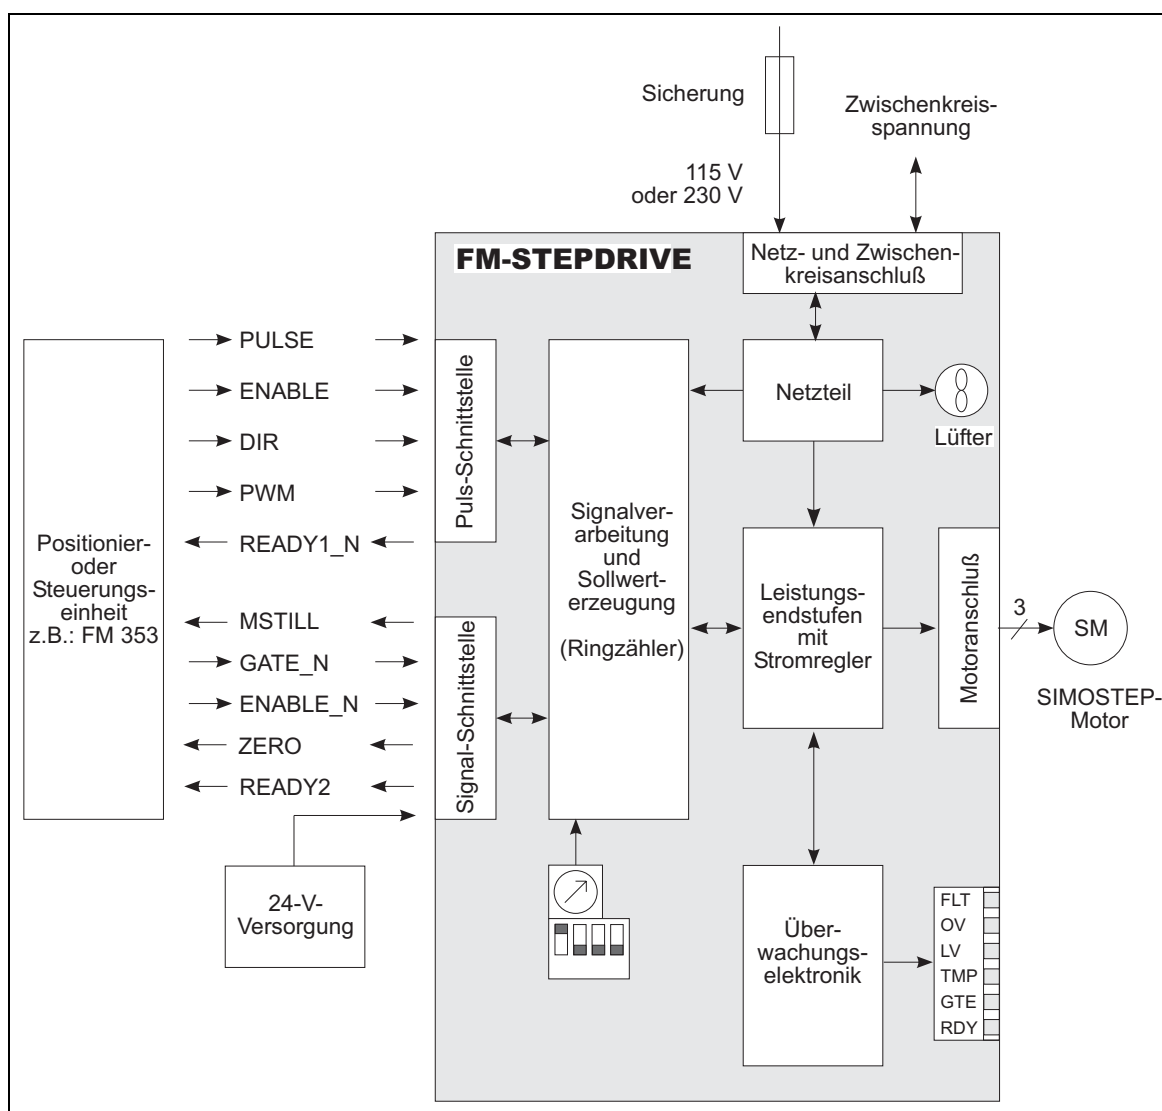 Sicherung
Zwischenkreis-
spannung
115 V
oder 230 V
FM-STEPDRIVE
Netz- und Zwischen-
kreisanschluß
Positionier-
oder
Steuerungs-
einheit
z.B.: FM 353
PULSE
ENABLE
DIR
PWM
READY1_N
MSTILL
GATE_N
ENABLE_N
ZERO
READY2
Puls-Schnittstelle
Signal-Schnittstelle
Signalver-
arbeitung
und
Sollwert-
erzeugung
(Ringzähler)
Netzteil
Lüfter
Leistungs-
endstufen
mit
Stromregler
Motoranschluß
3
SM
SIMOSTEP-
Motor
24-V-
Versorgung
Über-
wachungs-
elektronik
FLT
OV
LV
TMP
GTE
RDY